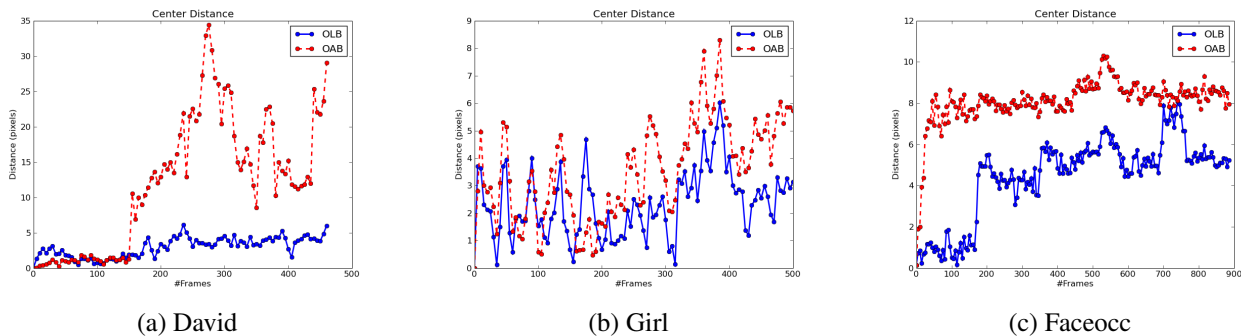 Center Distance
35
30
25
20
15
10
5
0
Distance (pixels)
0 100 200 300 400 500
#Frames
OLB
OAB
(a) David
Center Distance
9
8
7
6
5
4
3
2
1
0
Distance (pixels)
0 100 200 300 400 500
#Frames
OLB
OAB
(b) Girl
Center Distance
12
10
8
6
4
2
0
Distance (pixels)
0 100 200 300 400 500 600 700 800 900
#Frames
OLB
OAB
(c) Faceocc